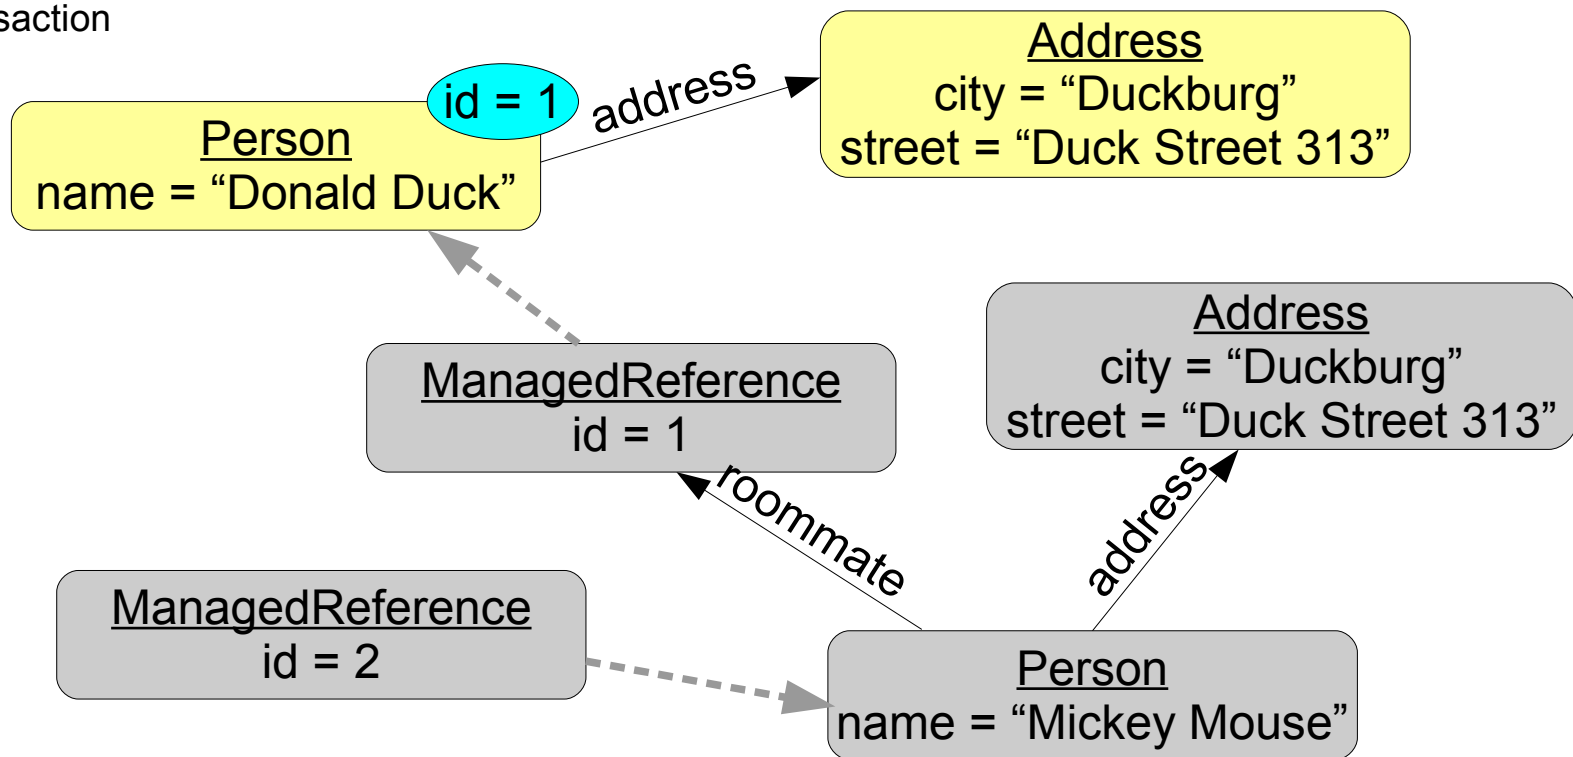 saction
id = 1
address
Person
name = “Donald Duck”
Address
city = “Duckburg”
street = “Duck Street 313”
ManagedReference
id = 1
Address
city = “Duckburg”
street = “Duck Street 313”
roommate
address
ManagedReference
id = 2
Person
name = “Mickey Mouse”